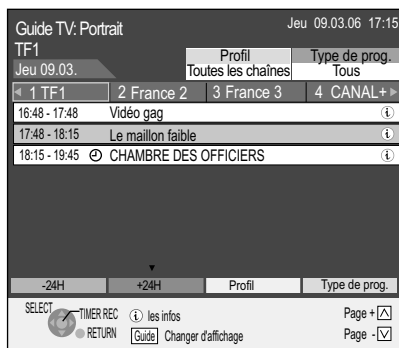 Guide TV: Portrait Jeu 09.03.06 17:15
TF1
Jeu 09.03.
Profil Type de prog.
Toutes les chaînes Tous
1 TF1 2 France 2 3 France 3 4 CANAL+
16:48 - 17:48 Vidéo gag i
17:48 - 18:15 Le maillon faible i
18:15 - 19:45 CHAMBRE DES OFFICIERS i
-24H +24H Profil Type de prog.
SELECT
TIMER REC i les infos Page +
RETURN Guide Changer d'affichage Page -